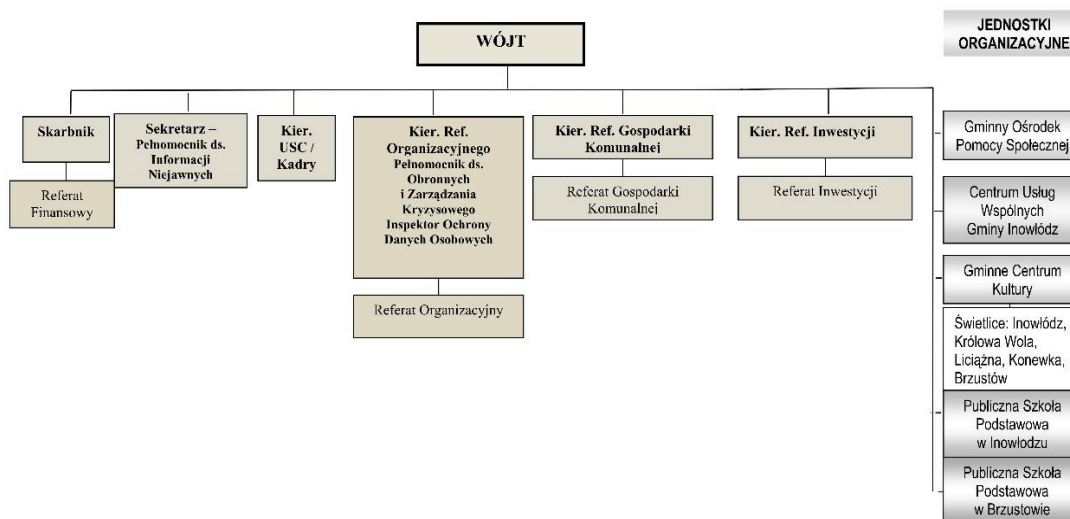 WÓJT
JEDNOSTKI
ORGANIZACYJNE
Skarbnik
Referat
Finansowy
Sekretarz –
Pełnomocnik ds.
Informacji
Niejawnych
Kier.
USC /
Kadry
Kier. Ref.
Organizacyjnego
Pełnomocnik ds.
Obronnych
i Zarządzania
Kryzysowego
Inspektor Ochrony
Danych Osobowych
Referat Organizacyjny
Kier. Ref. Gospodarki
Komunalnej
Referat Gospodarki
Komunalnej
Kier. Ref. Inwestycji
Referat Inwestycji
Gminny Ośrodek
Pomocy Społecznej
Centrum Usług
Wspólnych
Gminy Inowłódz
Gminne Centrum
Kultury
Świetlice: Inowłódz,
Królowa Wola,
Liciążna, Konewka,
Brzustów
Publiczna Szkoła
Podstawowa
w Inowłodzu
Publiczna Szkoła
Podstawowa
w Brzustowie